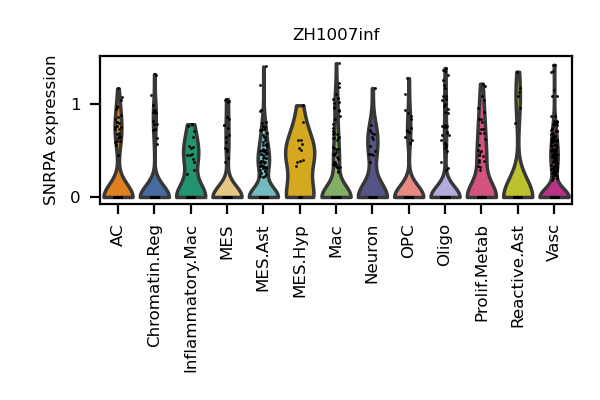 ZH1007inf
SNRPA expression
1
0
AC
Chromatin.Reg
Inflammatory.Mac
MES
MES.Ast
MES.Hyp
Mac
Neuron
OPC
Oligo
Prolif.Metab
Reactive.Ast
Vasc